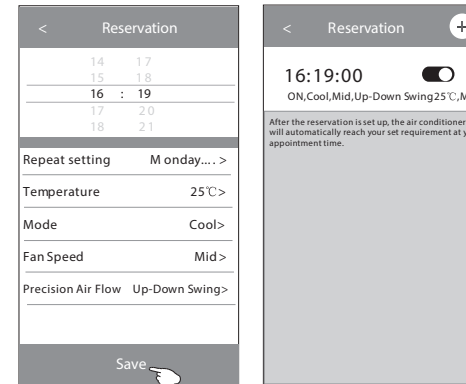 < Reservation
14 17
15 18
16 : 19
17 20
18 21
Repeat setting Monday.... >
Temperature 25℃>
Mode Cool>
Fan Speed Mid>
Precision Air Flow Up-Down Swing>
Save
< Reservation +
16:19:00
ON,Cool,Mid,Up-Down Swing25℃,M
After the reservation is set up, the air conditioner
will automatically reach your set requirement at y
appointment time.